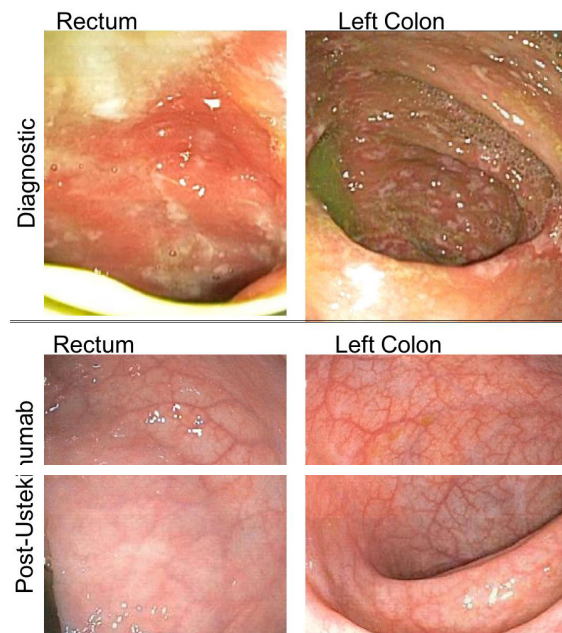 Rectum
Left Colon
Diagnostic
Rectum
Left Colon
Post-Ustekinumab